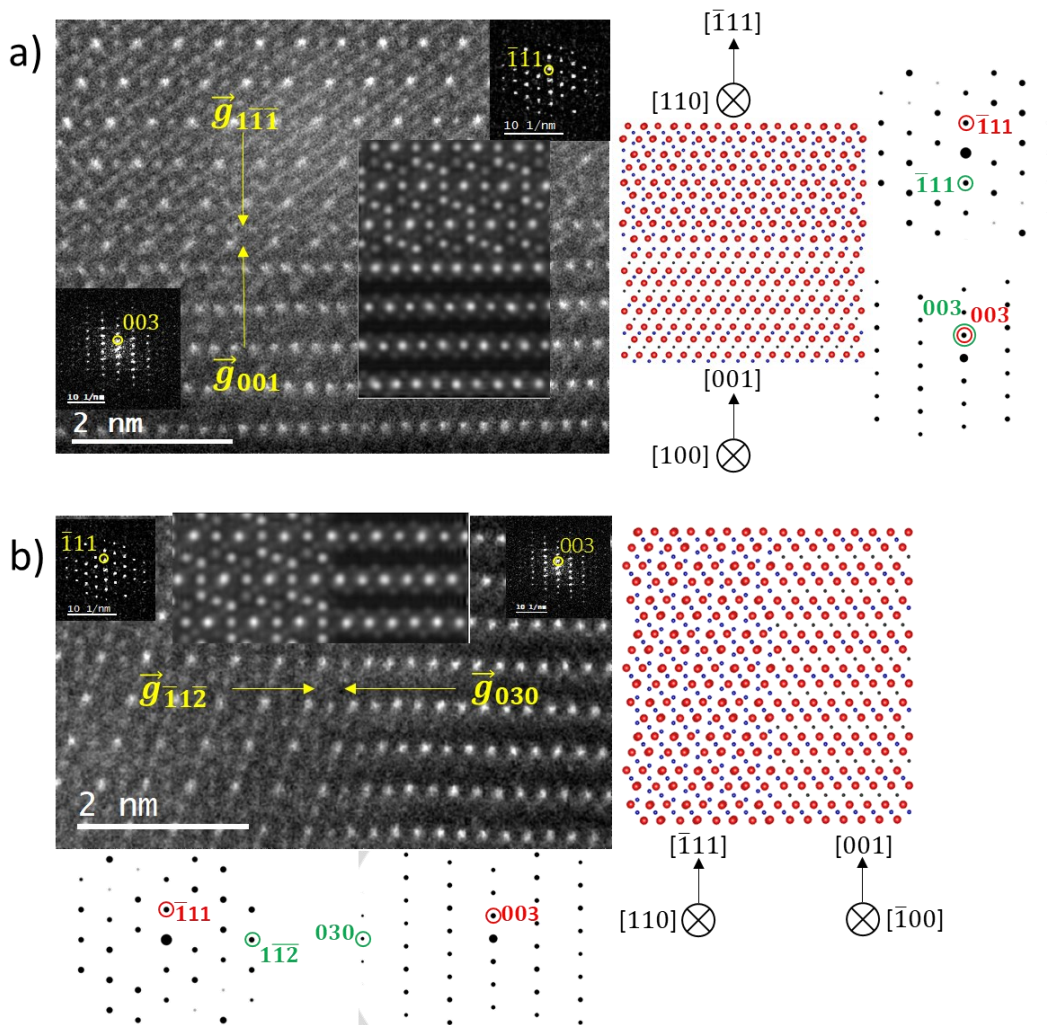 a)
g⃗₁₁̅₁̅
1̅11
10 1/nm
003
10 1/nm
g⃗₀₀₁
2 nm
[1̅11]
[110]
1̅11
1̅11
003
003
[001]
[100]
b)
1̅11
10 1/nm
003
10 1/nm
g⃗₁̅₁₂̅
g⃗₀₃₀
2 nm
[1̅11]
[001]
[110]
[1̅00]
1̅11
11̅2̅
030
003